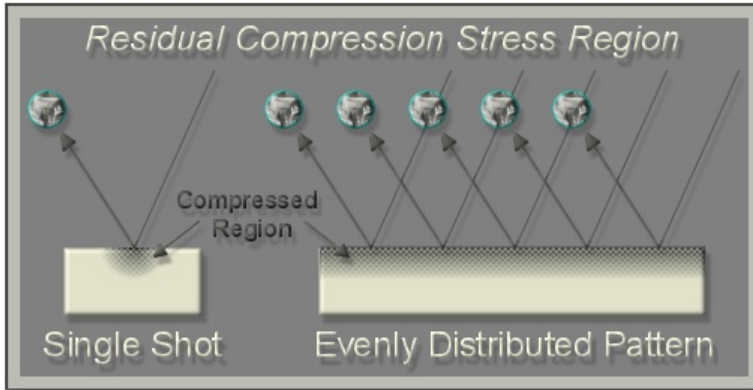 Residual Compression Stress Region
Compressed
Region
Single Shot
Evenly Distributed Pattern